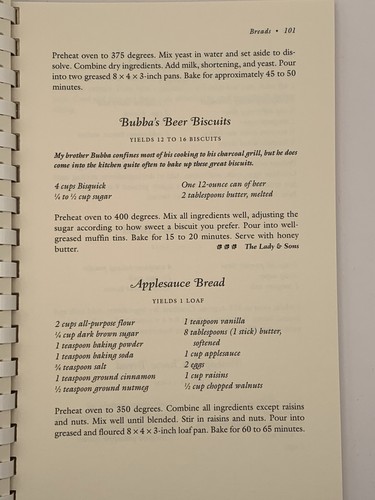 Breads • 101
Preheat oven to 375 degrees. Mix yeast in water and set aside to dis-
solve. Combine dry ingredients. Add milk, shortening, and yeast. Pour
into two greased 8 × 4 × 3-inch pans. Bake for approximately 45 to 50
minutes.
Bubba's Beer Biscuits
YIELDS 12 TO 16 BISCUITS
My brother Bubba confines most of his cooking to his charcoal grill, but he does
come into the kitchen quite often to bake up these great biscuits.
4 cups Bisquick
¼ to ½ cup sugar
One 12-ounce can of beer
2 tablespoons butter, melted
Preheat oven to 400 degrees. Mix all ingredients well, adjusting the
sugar according to how sweet a biscuit you prefer. Pour into well-
greased muffin tins. Bake for 15 to 20 minutes. Serve with honey
butter. The Lady & Sons
Applesauce Bread
YIELDS 1 LOAF
2 cups all-purpose flour
¾ cup dark brown sugar
1 teaspoon baking powder
1 teaspoon baking soda
¾ teaspoon salt
1 teaspoon ground cinnamon
½ teaspoon ground nutmeg
1 teaspoon vanilla
8 tablespoons (1 stick) butter,
softened
1 cup applesauce
2 eggs
1 cup raisins
½ cup chopped walnuts
Preheat oven to 350 degrees. Combine all ingredients except raisins
and nuts. Mix well until blended. Stir in raisins and nuts. Pour into
greased and floured 8 × 4 × 3-inch loaf pan. Bake for 60 to 65 minutes.